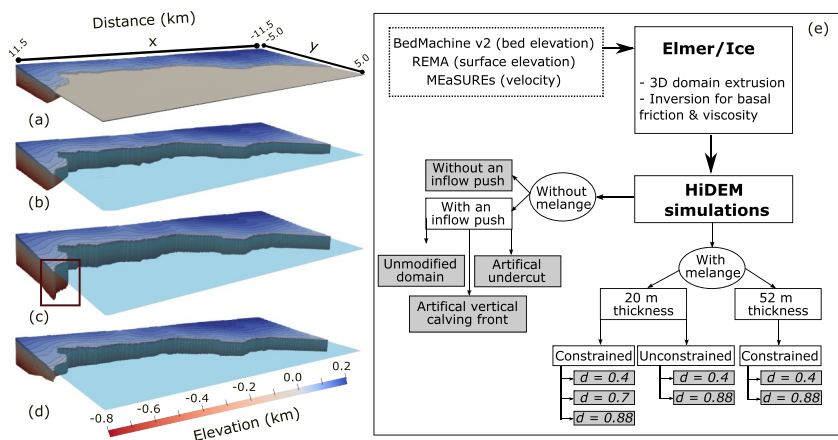 Distance (km)
11.5
x
-11.5
-5.0
y
5.0
(a)
(b)
(c)
(d)
-0.8
-0.6
-0.4
-0.2
0.0
0.2
Elevation (km)
(e)
BedMachine v2 (bed elevation)
REMA (surface elevation)
MEaSUREs (velocity)
Elmer/Ice
- 3D domain extrusion
- Inversion for basal
friction & viscosity
HiDEM
simulations
Without
melange
Without an
inflow push
With an
inflow push
Unmodified
domain
Artifical
undercut
Artifical vertical
calving front
With
melange
20 m
thickness
52 m
thickness
Constrained
d = 0.4
d = 0.7
d = 0.88
Unconstrained
d = 0.4
d = 0.88
Constrained
d = 0.4
d = 0.88